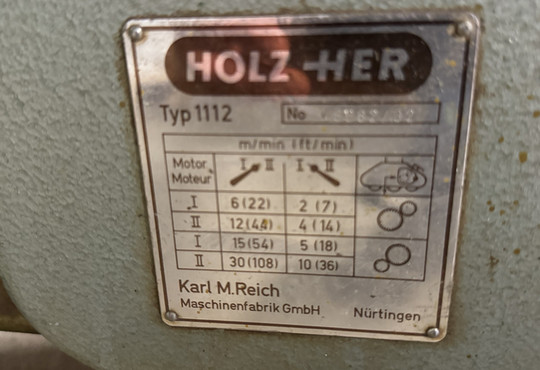 HOLZ-HER
Typ 1112 No
m/min (ft/min)
Motor I II I II
Moteur
I 6(22) 2 (7)
II 12(44) 4 (14)
I 15(54) 5 (18)
II 30(108) 10 (36)
Karl M.Reich
Maschinenfabrik GmbH Nürtingen